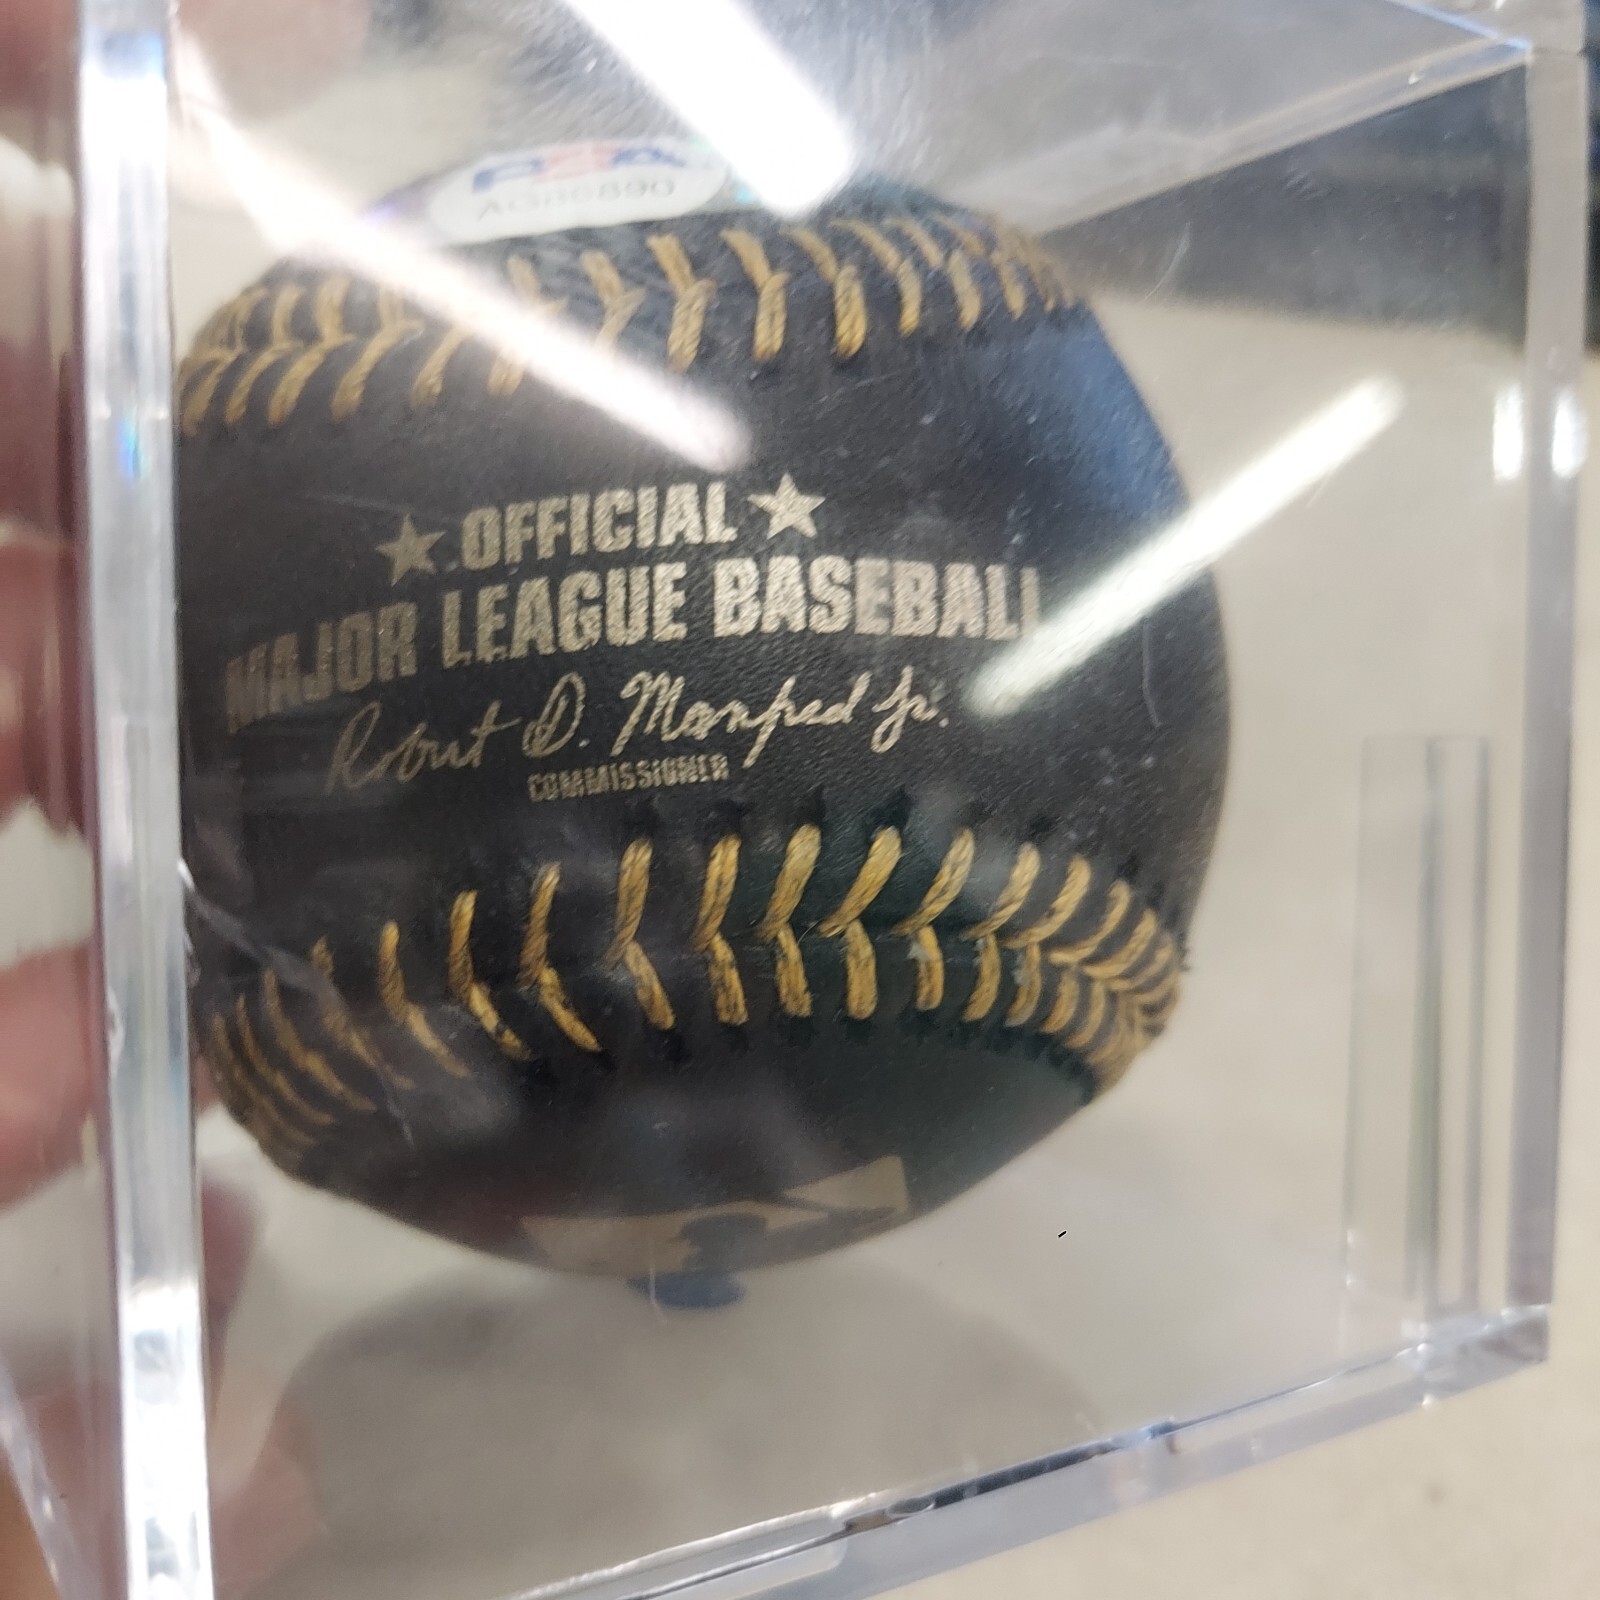 PSA
★ OFFICIAL ★
MAJOR LEAGUE BASEBALL
Robert D. Manfred Jr.
COMMISSIONER